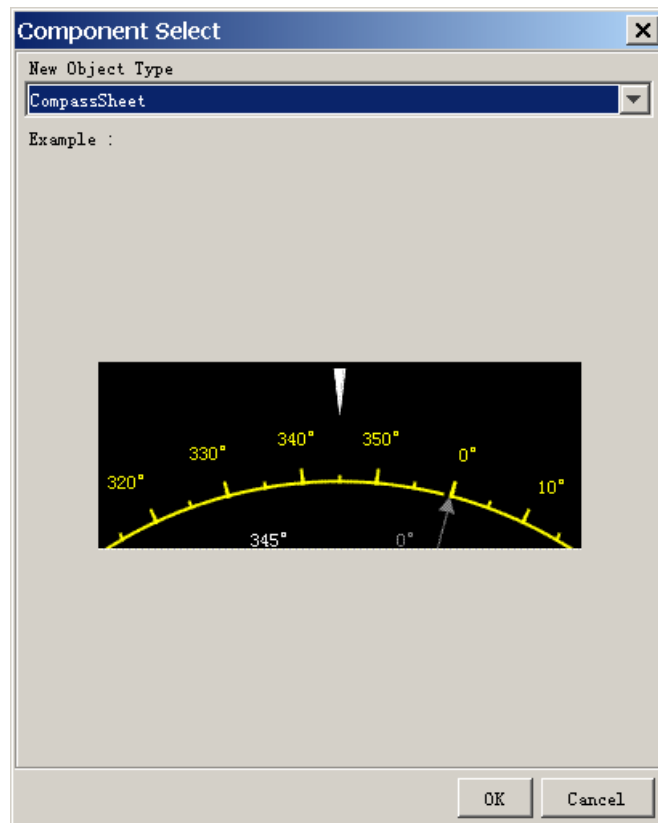 Component Select
New Object Type
CompassSheet
Example :
320° 330° 340° 350° 0° 10°
345° 0°
OK Cancel